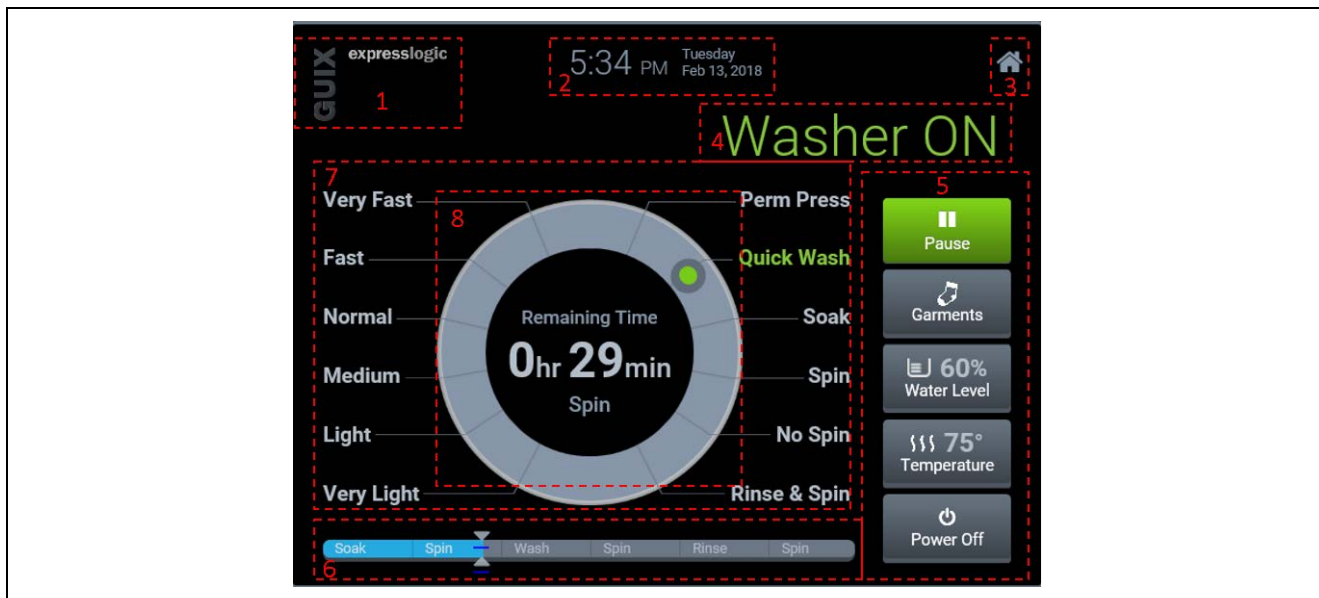 GUIX
expresslogic
1
5:34 PM
Tuesday
Feb 13, 2018
2
3
4
Washer ON
7
8
Very Fast
Fast
Normal
Medium
Light
Very Light
Perm Press
Quick Wash
Soak
Spin
No Spin
Rinse & Spin
Remaining Time
0hr 29min
Spin
5
Pause
Garments
60%
Water Level
75°
Temperature
Power Off
Soak Spin Wash Spin Rinse Spin
6